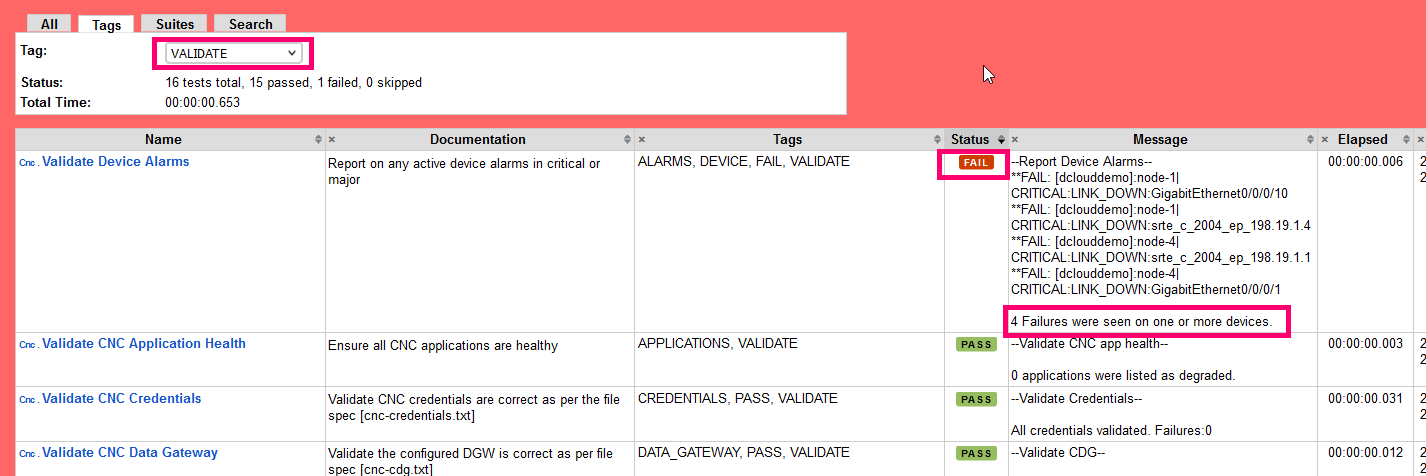 All Tags Suites Search
Tag: VALIDATE
Status: 16 tests total, 15 passed, 1 failed, 0 skipped
Total Time: 00:00:00.653
Name × Documentation × Tags Status × Message × Elapsed ×
Cnc . Validate Device Alarms
Report on any active device alarms in critical or
major
ALARMS, DEVICE, FAIL, VALIDATE
FAIL
--Report Device Alarms--
**FAIL: [dclouddemo]:node-1|
CRITICAL:LINK_DOWN:GigabitEthernet0/0/0/10
**FAIL: [dclouddemo]:node-1|
CRITICAL:LINK_DOWN:srte_c_2004_ep_198.19.1.4
**FAIL: [dclouddemo]:node-4|
CRITICAL:LINK_DOWN:srte_c_2004_ep_198.19.1.1
**FAIL: [dclouddemo]:node-4|
CRITICAL:LINK_DOWN:GigabitEthernet0/0/0/1
4 Failures were seen on one or more devices.
00:00:00.006
2
2
Cnc . Validate CNC Application Health
Ensure all CNC applications are healthy
APPLICATIONS, VALIDATE
PASS
--Validate CNC app health--
0 applications were listed as degraded.
00:00:00.003
2
2
Cnc . Validate CNC Credentials
Validate CNC credentials are correct as per the file
spec [cnc-credentials.txt]
CREDENTIALS, PASS, VALIDATE
PASS
--Validate Credentials--
All credentials validated. Failures:0
00:00:00.031
2
2
Cnc . Validate CNC Data Gateway
Validate the configured DGW is correct as per file
spec [cnc-cdg.txt]
DATA_GATEWAY, PASS, VALIDATE
PASS
--Validate CDG--
00:00:00.012
2
2